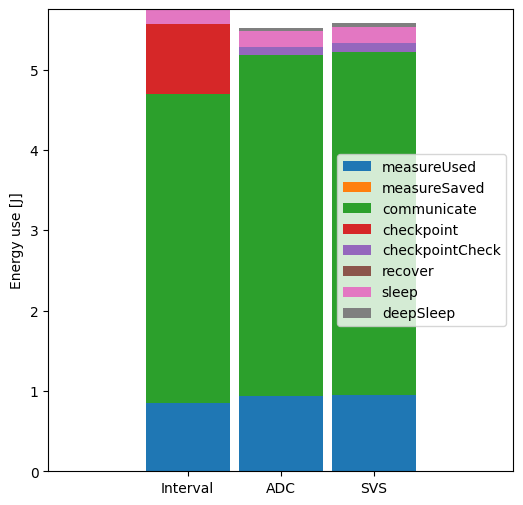 Energy use [J]
5
4
3
2
1
0
measureUsed
measureSaved
communicate
checkpoint
checkpointCheck
recover
sleep
deepSleep
Interval ADC SVS